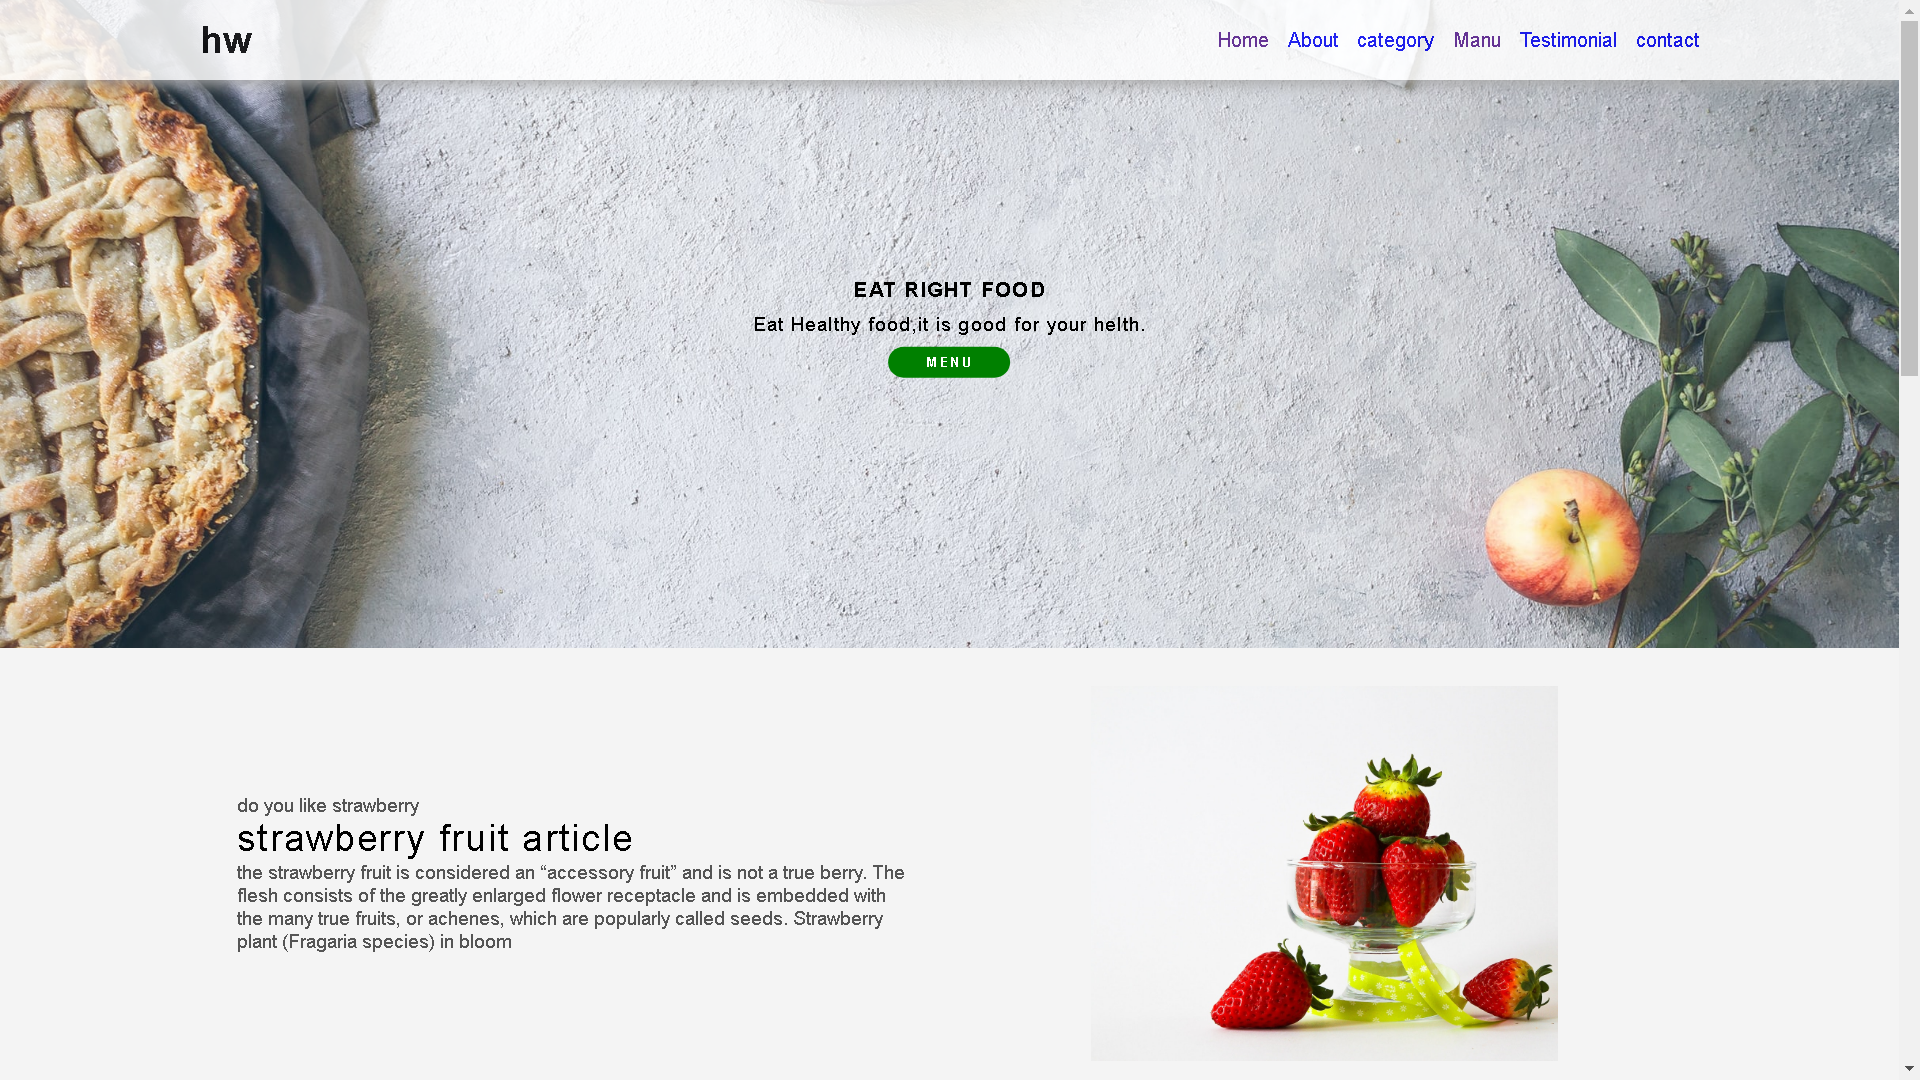 hw
Home About category Manu Testimonial contact
EAT RIGHT FOOD
Eat Healthy food,it is good for your helth.
MENU
do you like strawberry
strawberry fruit article
the strawberry fruit is considered an “accessory fruit” and is not a true berry. The
flesh consists of the greatly enlarged flower receptacle and is embedded with
the many true fruits, or achenes, which are popularly called seeds. Strawberry
plant (Fragaria species) in bloom